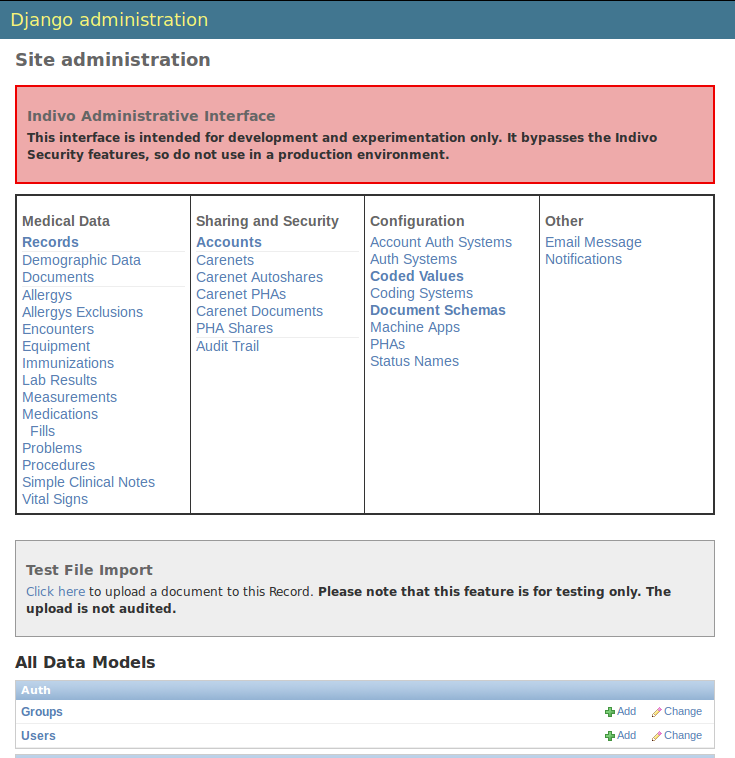 Django administration
Site administration
Indivo Administrative Interface
This interface is intended for development and experimentation only. It bypasses the Indivo
Security features, so do not use in a production environment.
Medical Data
Records
Demographic Data
Documents
Allergys
Allergys Exclusions
Encounters
Equipment
Immunizations
Lab Results
Measurements
Medications
Fills
Problems
Procedures
Simple Clinical Notes
Vital Signs
Sharing and Security
Accounts
Carenets
Carenet Autoshares
Carenet PHAs
Carenet Documents
PHA Shares
Audit Trail
Configuration
Account Auth Systems
Auth Systems
Coded Values
Coding Systems
Document Schemas
Machine Apps
PHAs
Status Names
Other
Email Message
Notifications
Test File Import
Click here to upload a document to this Record. Please note that this feature is for testing only. The
upload is not audited.
All Data Models
Auth
Groups Add Change
Users Add Change